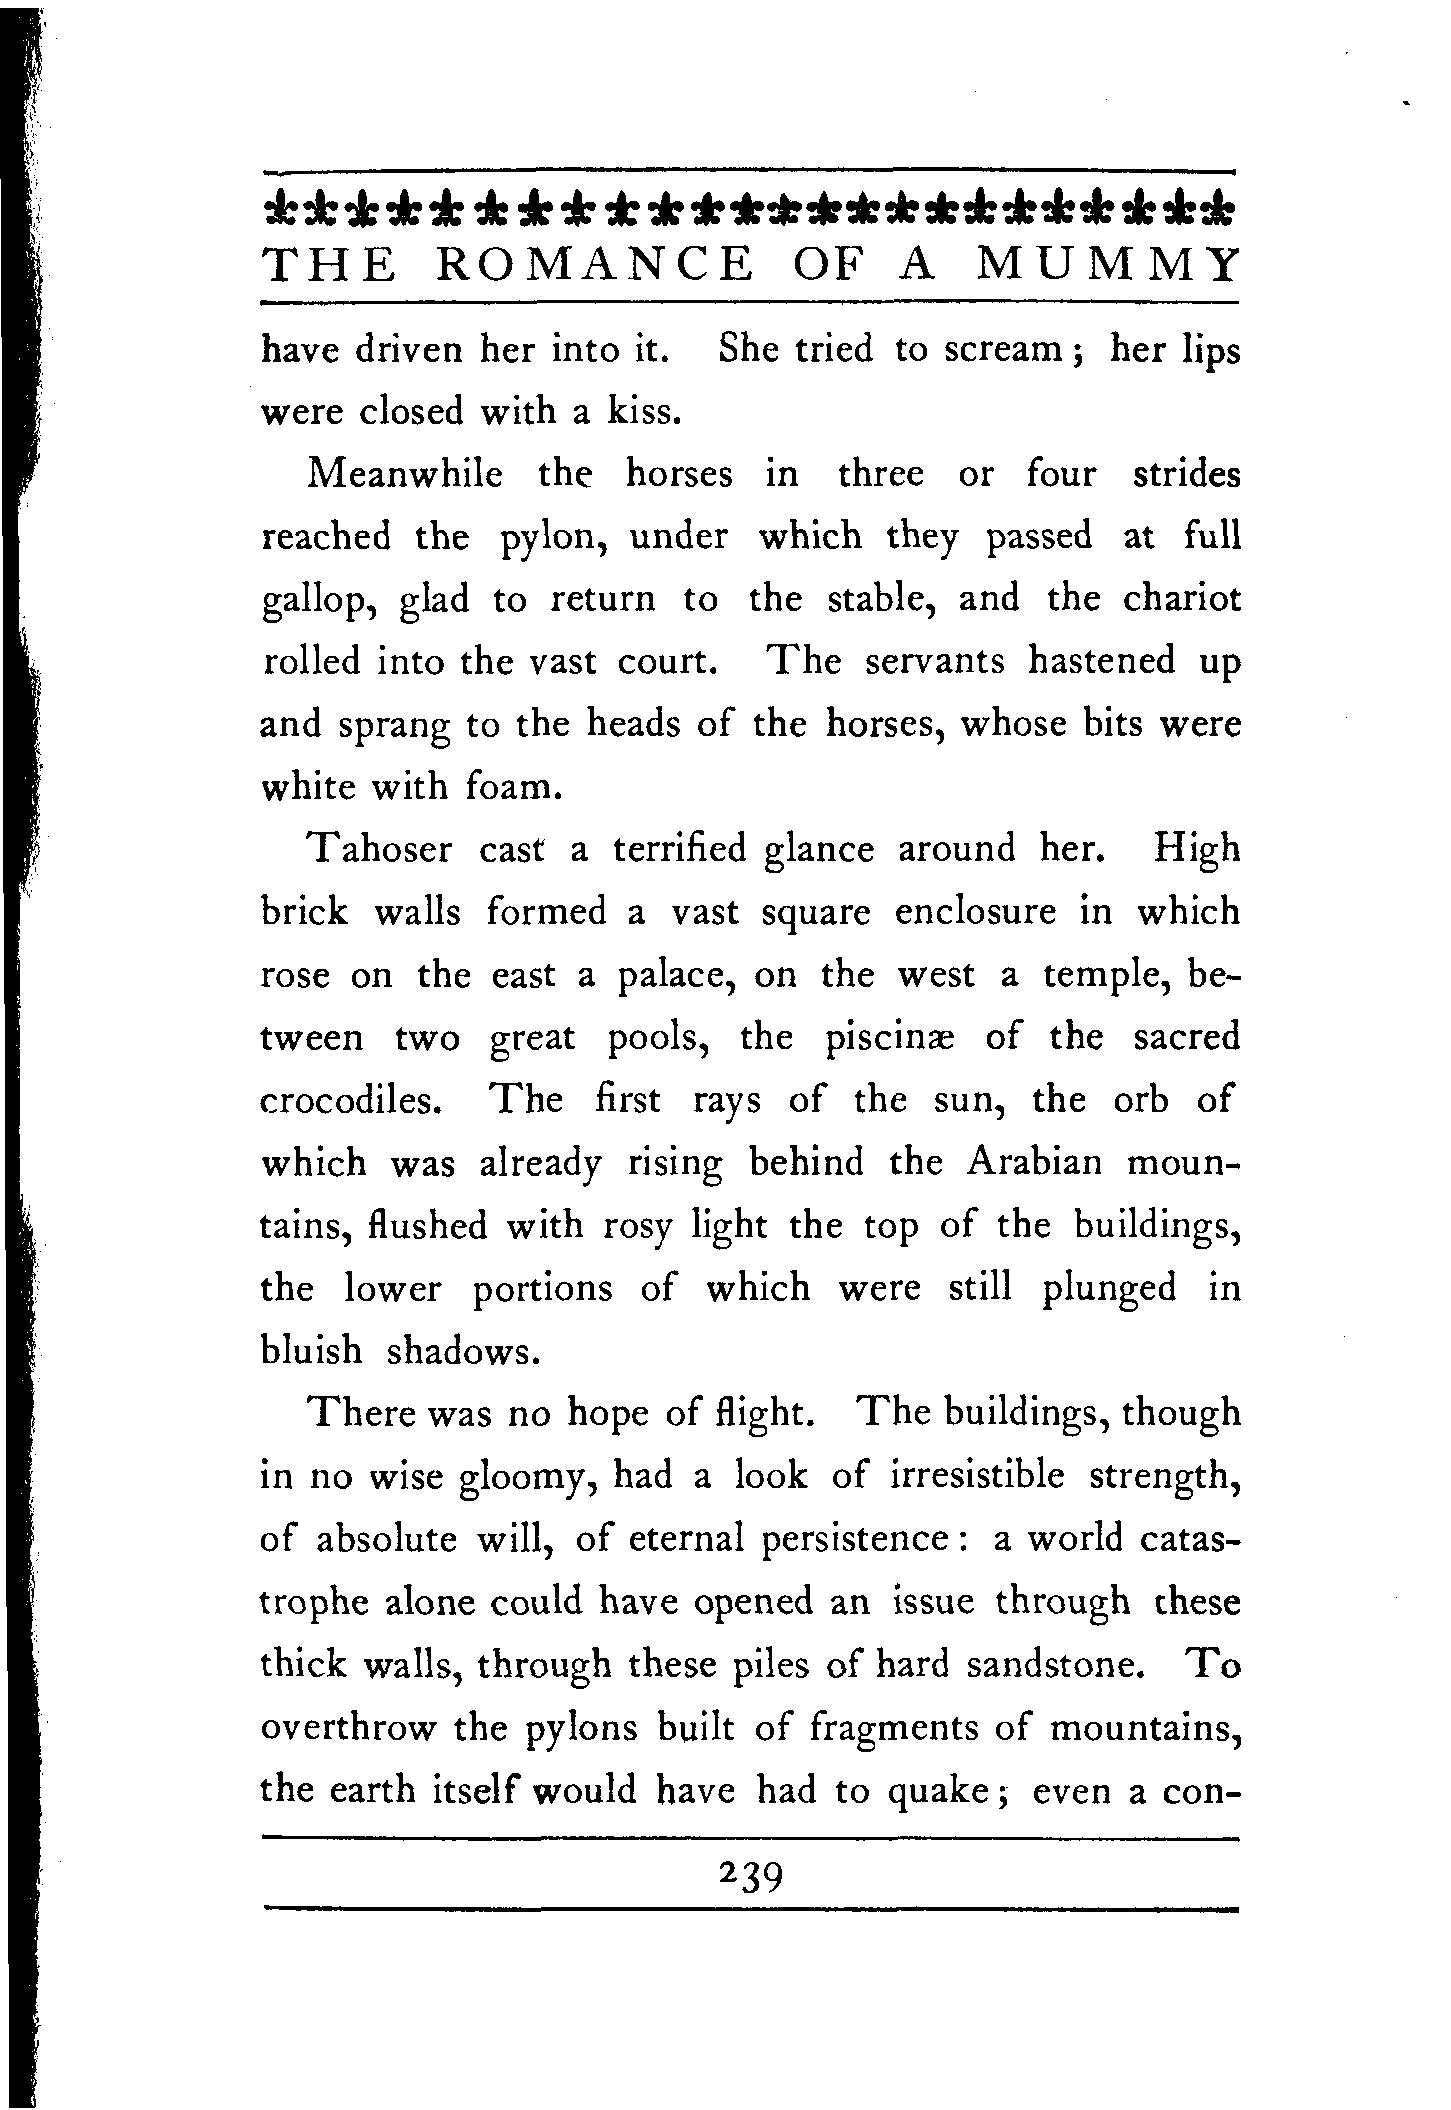 THE ROMANCE OF A MUMMY
have driven her into it. She tried to scream; her lips
were closed with a kiss.
Meanwhile the horses in three or four strides
reached the pylon, under which they passed at full
gallop, glad to return to the stable, and the chariot
rolled into the vast court. The servants hastened up
and sprang to the heads of the horses, whose bits were
white with foam.
Tahoser cast a terrified glance around her. High
brick walls formed a vast square enclosure in which
rose on the east a palace, on the west a temple, be-
tween two great pools, the piscinæ of the sacred
crocodiles. The first rays of the sun, the orb of
which was already rising behind the Arabian moun-
tains, flushed with rosy light the top of the buildings,
the lower portions of which were still plunged in
bluish shadows.
There was no hope of flight. The buildings, though
in no wise gloomy, had a look of irresistible strength,
of absolute will, of eternal persistence: a world catas-
trophe alone could have opened an issue through these
thick walls, through these piles of hard sandstone. To
overthrow the pylons built of fragments of mountains,
the earth itself would have had to quake; even a con-
239